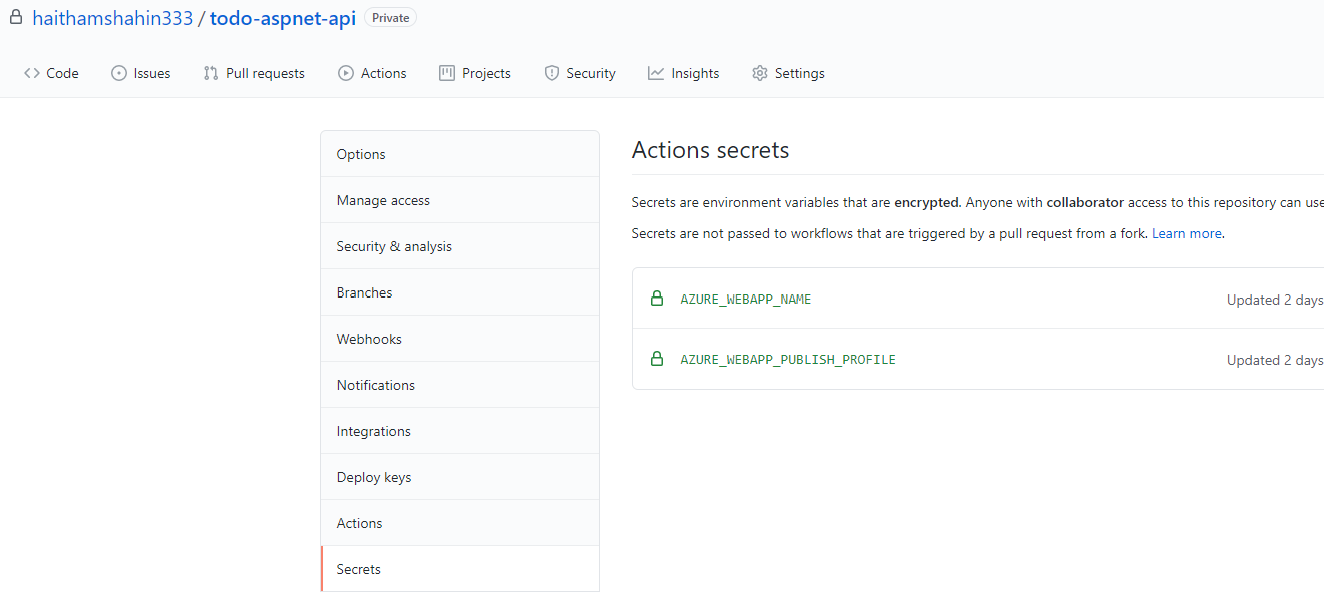 haithamshahin333 / todo-aspnet-api Private
Code Issues Pull requests Actions Projects Security Insights Settings
Options
Manage access
Security & analysis
Branches
Webhooks
Notifications
Integrations
Deploy keys
Actions
Secrets
Actions secrets
Secrets are environment variables that are encrypted. Anyone with collaborator access to this repository can use
Secrets are not passed to workflows that are triggered by a pull request from a fork. Learn more.
AZURE_WEBAPP_NAME Updated 2 days
AZURE_WEBAPP_PUBLISH_PROFILE Updated 2 days